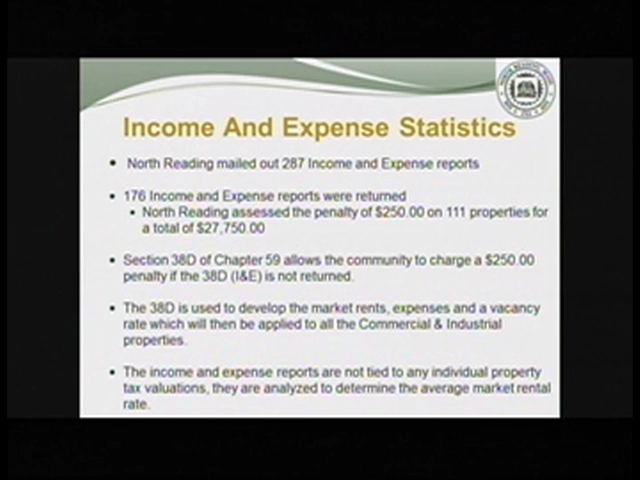 Income And Expense Statistics
• North Reading mailed out 287 Income and Expense reports
• 176 Income and Expense reports were returned
• North Reading assessed the penalty of $250.00 on 111 properties for
a total of $27,750.00
• Section 38D of Chapter 59 allows the community to charge a $250.00
penalty if the 38D (I&E) is not returned.
• The 38D is used to develop the market rents, expenses and a vacancy
rate which will then be applied to all the Commercial & Industrial
properties.
• The income and expense reports are not tied to any individual property
tax valuations, they are analyzed to determine the average market rental
rate.